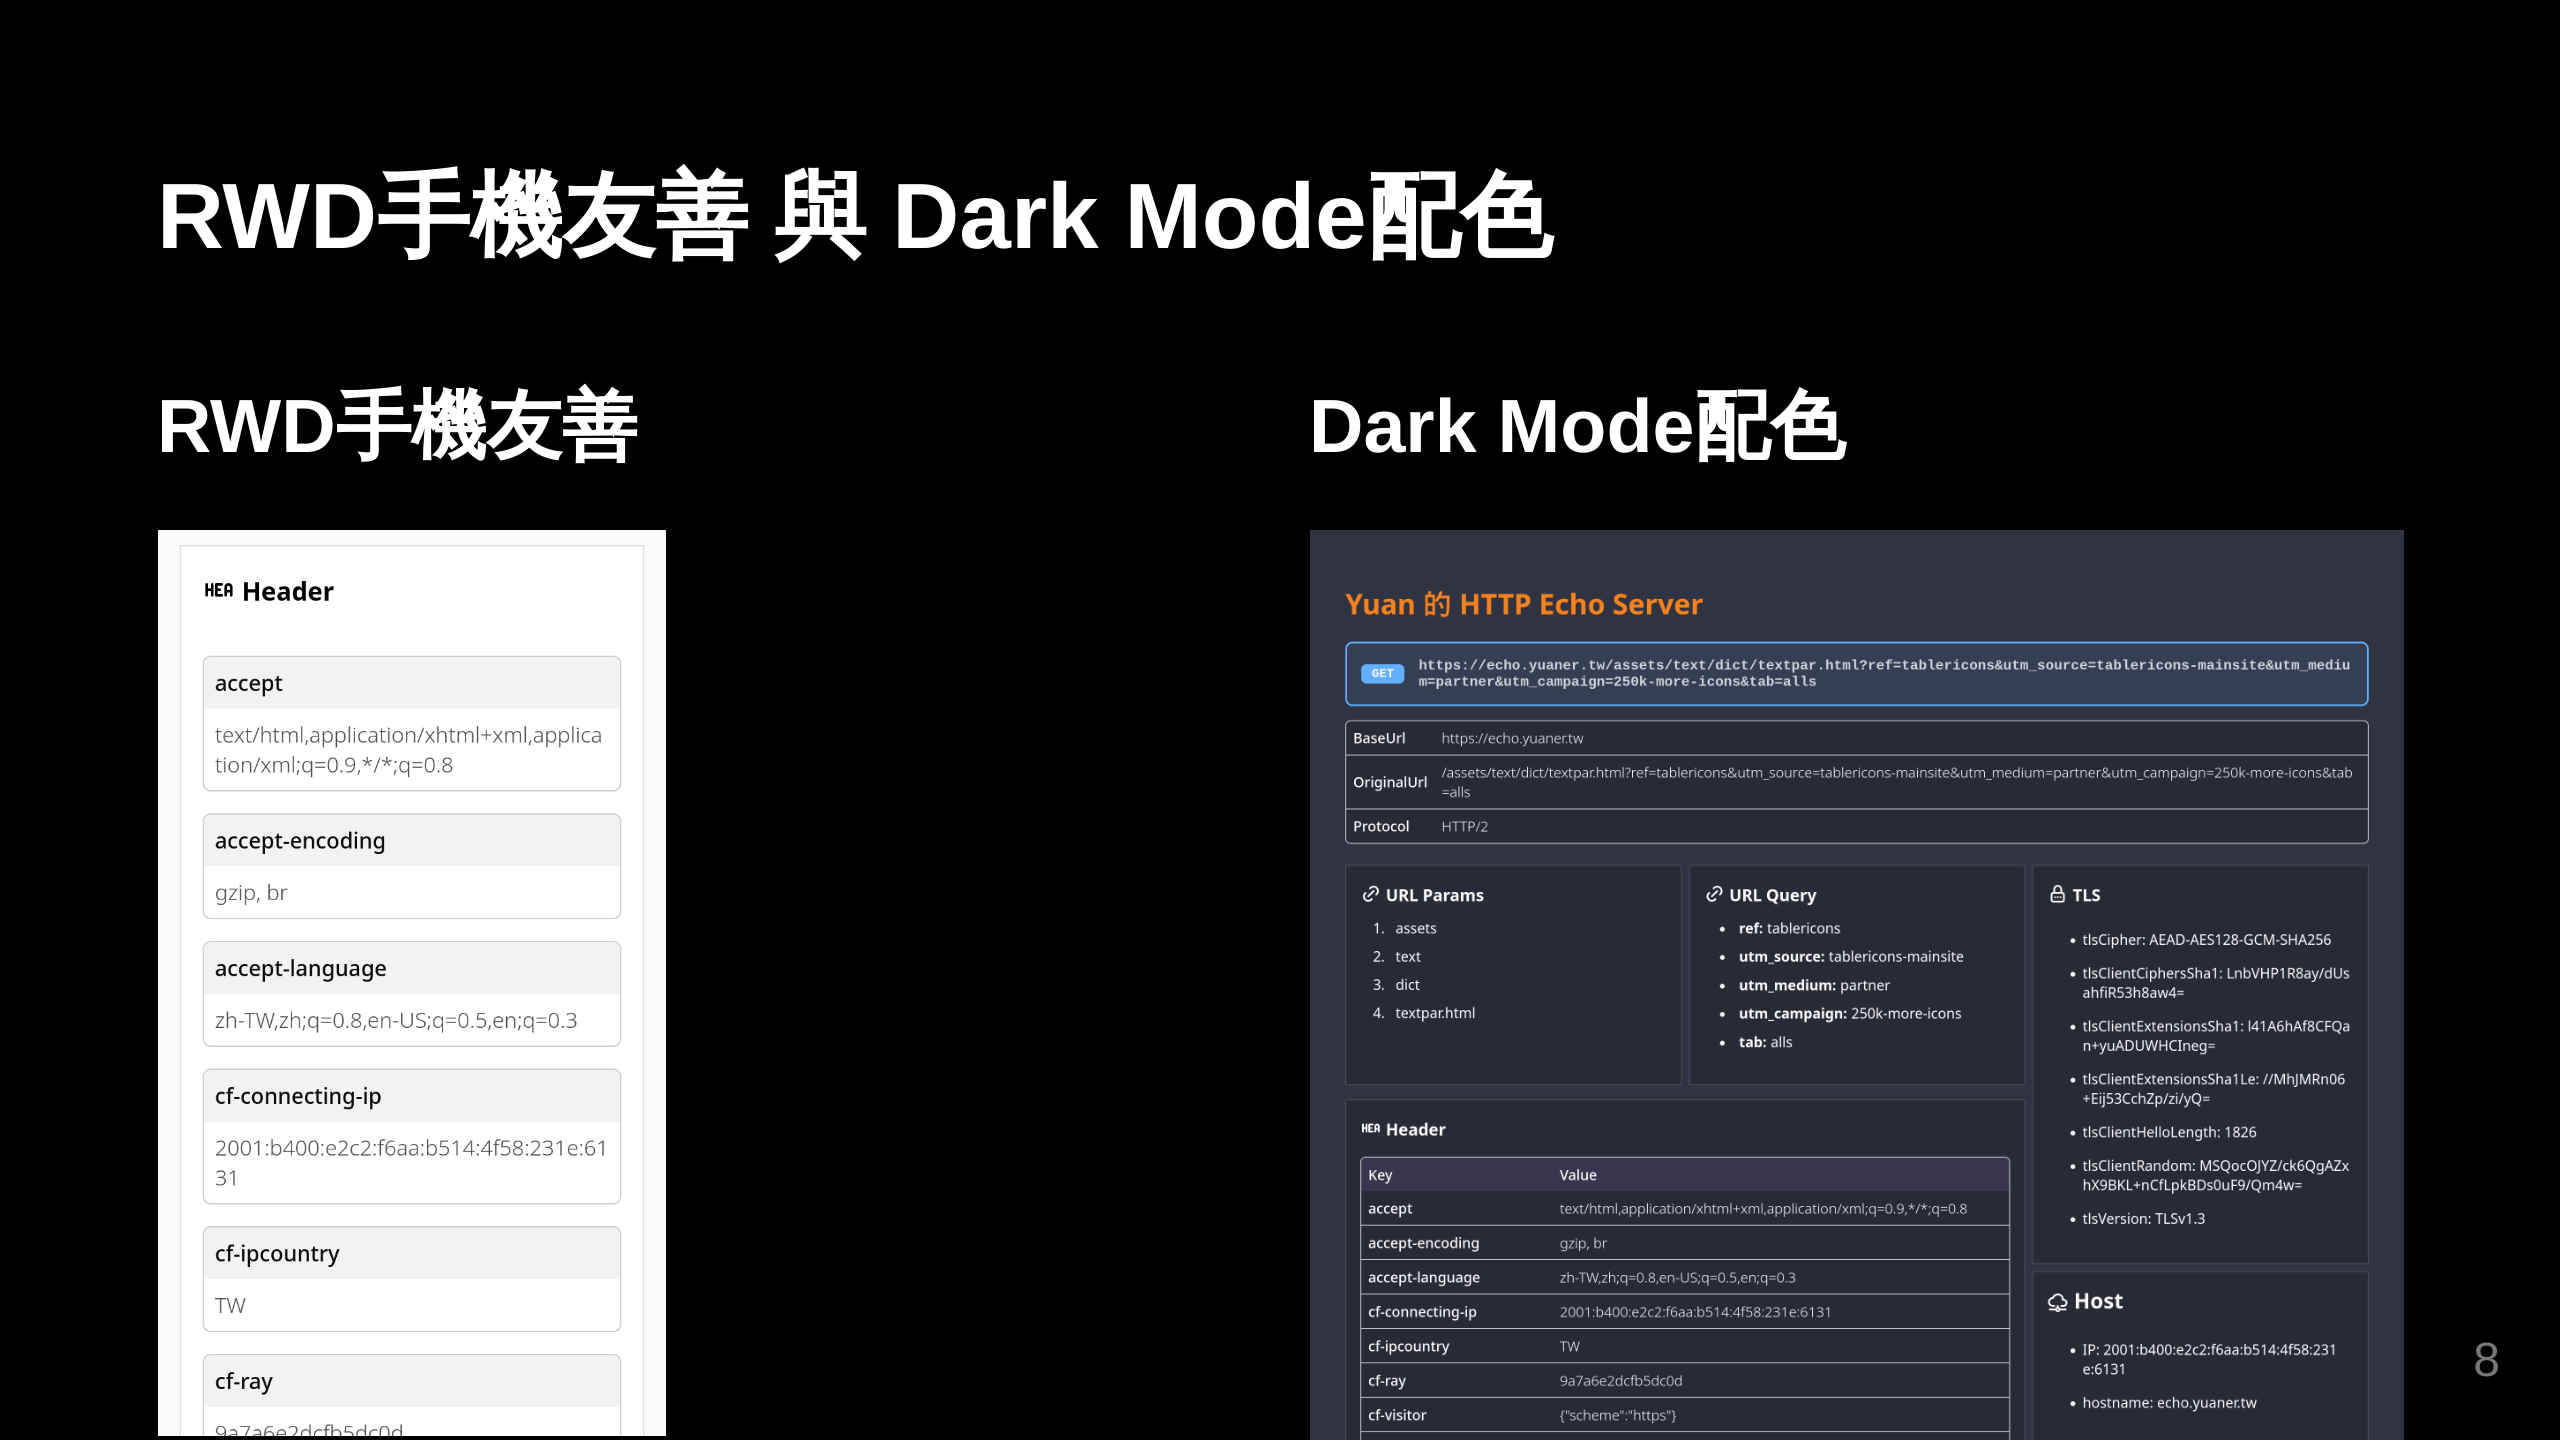 RWD手機友善 與 Dark Mode配色
RWD手機友善
HEA Header
accept
text/html,application/xhtml+xml,applica
tion/xml;q=0.9,*/*;q=0.8
accept-encoding
gzip, br
accept-language
zh-TW,zh;q=0.8,en-US;q=0.5,en;q=0.3
cf-connecting-ip
2001:b400:e2c2:f6aa:b514:4f58:231e:61
31
cf-ipcountry
TW
cf-ray
9a7a6e2dcfb5dc0d
Dark Mode配色
Yuan 的 HTTP Echo Server
GET
https://echo.yuaner.tw/assets/text/dict/textpar.html?ref=tablericons&utm_source=tablericons-mainsite&utm_mediu
m=partner&utm_campaign=250k-more-icons&tab=alls
BaseUrl https://echo.yuaner.tw
OriginalUrl /assets/text/dict/textpar.html?ref=tablericons&utm_source=tablericons-mainsite&utm_medium=partner&utm_campaign=250k-more-icons&tab
=alls
Protocol HTTP/2
URL Params
1. assets
2. text
3. dict
4. textpar.html
URL Query
• ref: tablericons
• utm_source: tablericons-mainsite
• utm_medium: partner
• utm_campaign: 250k-more-icons
• tab: alls
TLS
• tlsCipher: AEAD-AES128-GCM-SHA256
• tlsClientCiphersSha1: LnbVHP1R8ay/dUs
ahfiR53h8aw4=
• tlsClientExtensionsSha1: l41A6hAf8CFQa
n+yuADUWHCIneg=
• tlsClientExtensionsSha1Le: //MhJMRn06
+Eij53CchZp/zi/yQ=
• tlsClientHelloLength: 1826
• tlsClientRandom: MSQocOJYZ/ck6QgAZx
hX9BKL+nCfLpkBDs0uF9/Qm4w=
• tlsVersion: TLSv1.3
HEA Header
Key Value
accept text/html,application/xhtml+xml,application/xml;q=0.9,*/*;q=0.8
accept-encoding gzip, br
accept-language zh-TW,zh;q=0.8,en-US;q=0.5,en;q=0.3
cf-connecting-ip 2001:b400:e2c2:f6aa:b514:4f58:231e:6131
cf-ipcountry TW
cf-ray 9a7a6e2dcfb5dc0d
cf-visitor {"scheme":"https"}
Host
• IP: 2001:b400:e2c2:f6aa:b514:4f58:231
e:6131
• hostname: echo.yuaner.tw
8